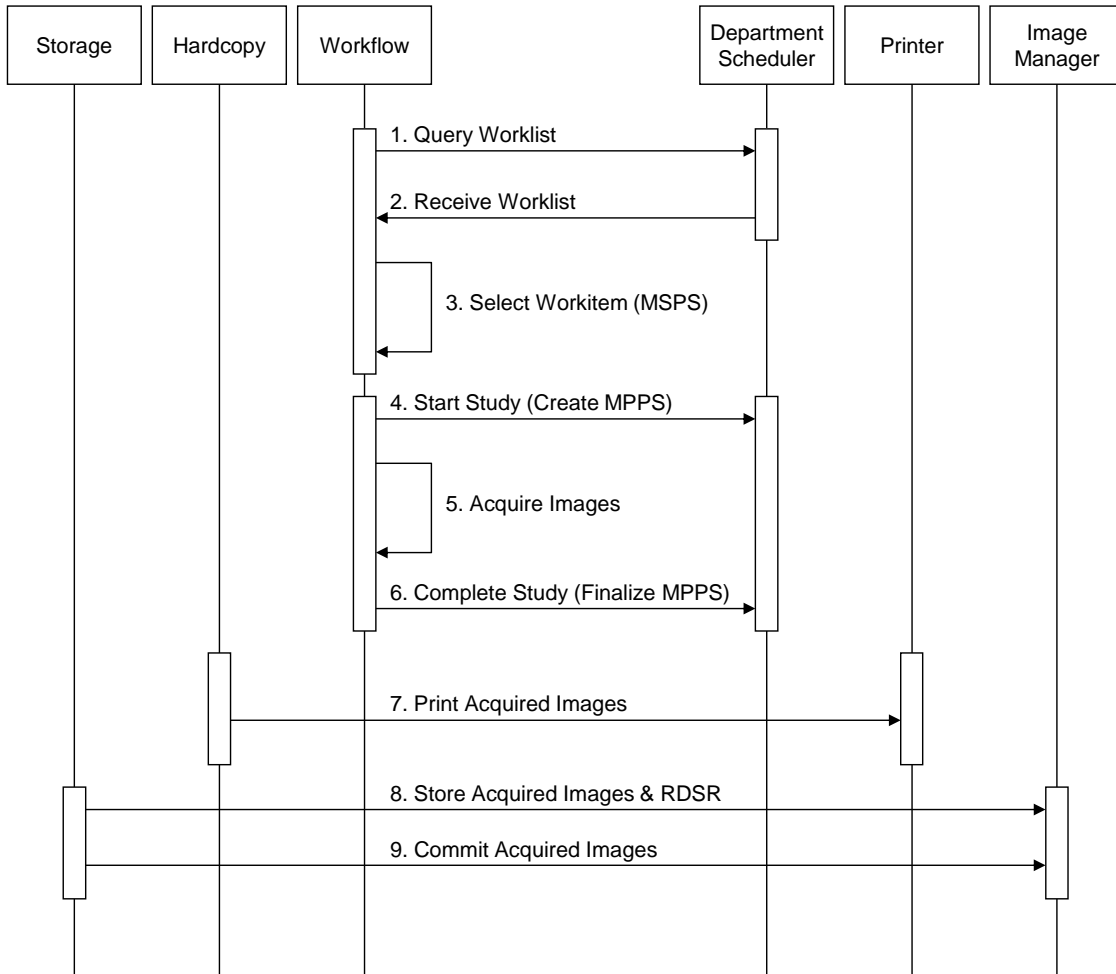 Storage
Hardcopy
Workflow
Department
Scheduler
Printer
Image
Manager
1. Query Worklist
2. Receive Worklist
3. Select Workitem (MSPS)
4. Start Study (Create MPPS)
5. Acquire Images
6. Complete Study (Finalize MPPS)
7. Print Acquired Images
8. Store Acquired Images & RDSR
9. Commit Acquired Images